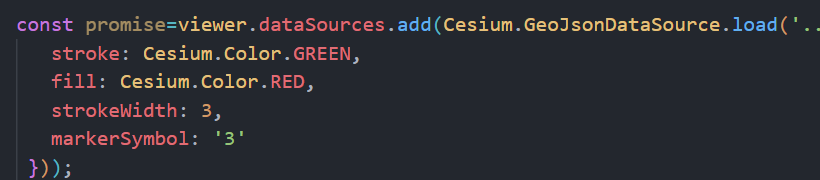 const promise=viewer.dataSources.add(Cesium.GeoJsonDataSource.load('..
stroke: Cesium.Color.GREEN,
fill: Cesium.Color.RED,
strokeWidth: 3,
markerSymbol: '3'
}));